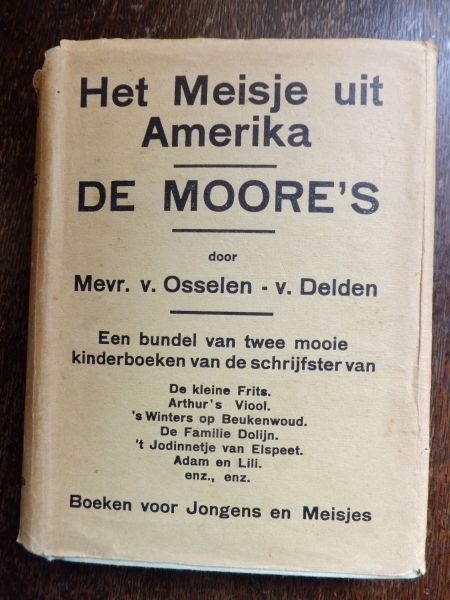 Het Meisje uit
Amerika
DE MOORE'S
door
Mevr. v. Osselen - v. Delden
Een bundel van twee mooie
kinderboeken van de schrijfster van
De kleine Frits.
Arthur's Viool.
's Winters op Beukenwoud.
De Familie Dolijn.
't Jodinnetje van Elspeet.
Adam en Lili.
enz., enz.
Boeken voor Jongens en Meisjes